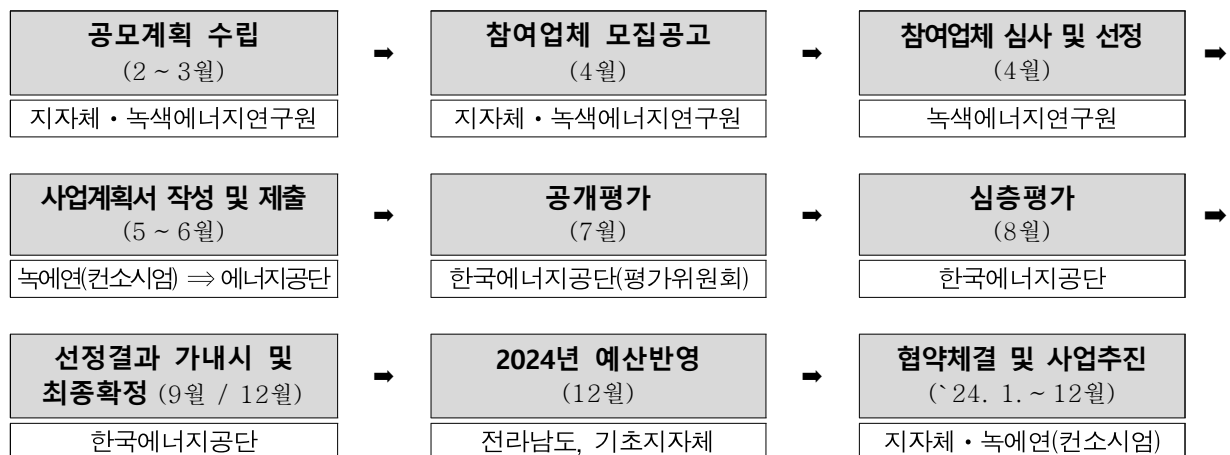 공모계획 수립
(2 ~ 3월)
지자체・녹색에너지연구원
➡
참여업체 모집공고
(4월)
지자체・녹색에너지연구원
➡
참여업체 심사 및 선정
(4월)
녹색에너지연구원
➡
사업계획서 작성 및 제출
(5 ~ 6월)
녹에연(컨소시엄) ⇒ 에너지공단
➡
공개평가
(7월)
한국에너지공단(평가위원회)
➡
심층평가
(8월)
한국에너지공단
➡
선정결과 가내시 및
최종확정 (9월 / 12월)
한국에너지공단
➡
2024년 예산반영
(12월)
전라남도, 기초지자체
➡
협약체결 및 사업추진
(`24. 1. ~ 12월)
지자체・녹에연(컨소시엄)